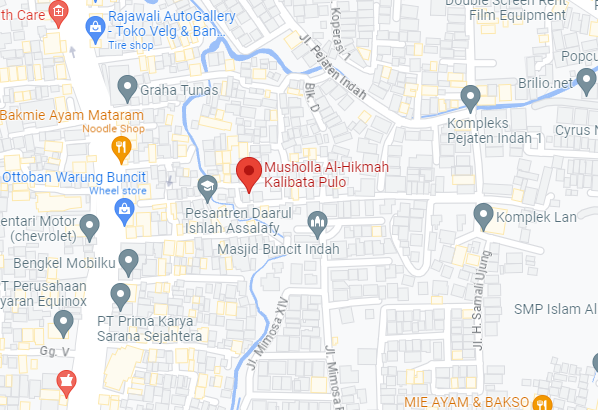 th Care
Rajawali AutoGallery
- Toko Velg & Ban...
Tire shop
Koperasi 1
Jl. Pejaten Indah
Double Screen Rent
Film Equipment
Popcu
Brilio.net
Graha Tunas
Blk. D
Kompleks
Pejaten Indah 1
Cyrus N
Bakmie Ayam Mataram
Noodle Shop
Ottoban Warung Buncit
Wheel store
Musholla Al-Hikmah
Kalibata Pulo
Pesantren Daarul
Ishlah Assalafy
Masjid Buncit Indah
Komplek Lan
entari Motor
(chevrolet)
Bengkel Mobilku
T Perusahaan
yaran Equinox
PT Prima Karya
Sarana Sejahtera
Gg. V
Jl. Mimosa XIV
Jl. Mimosa
Jl. H. Samali Ujung
SMP Islam Al
MIE AYAM & BAKSO